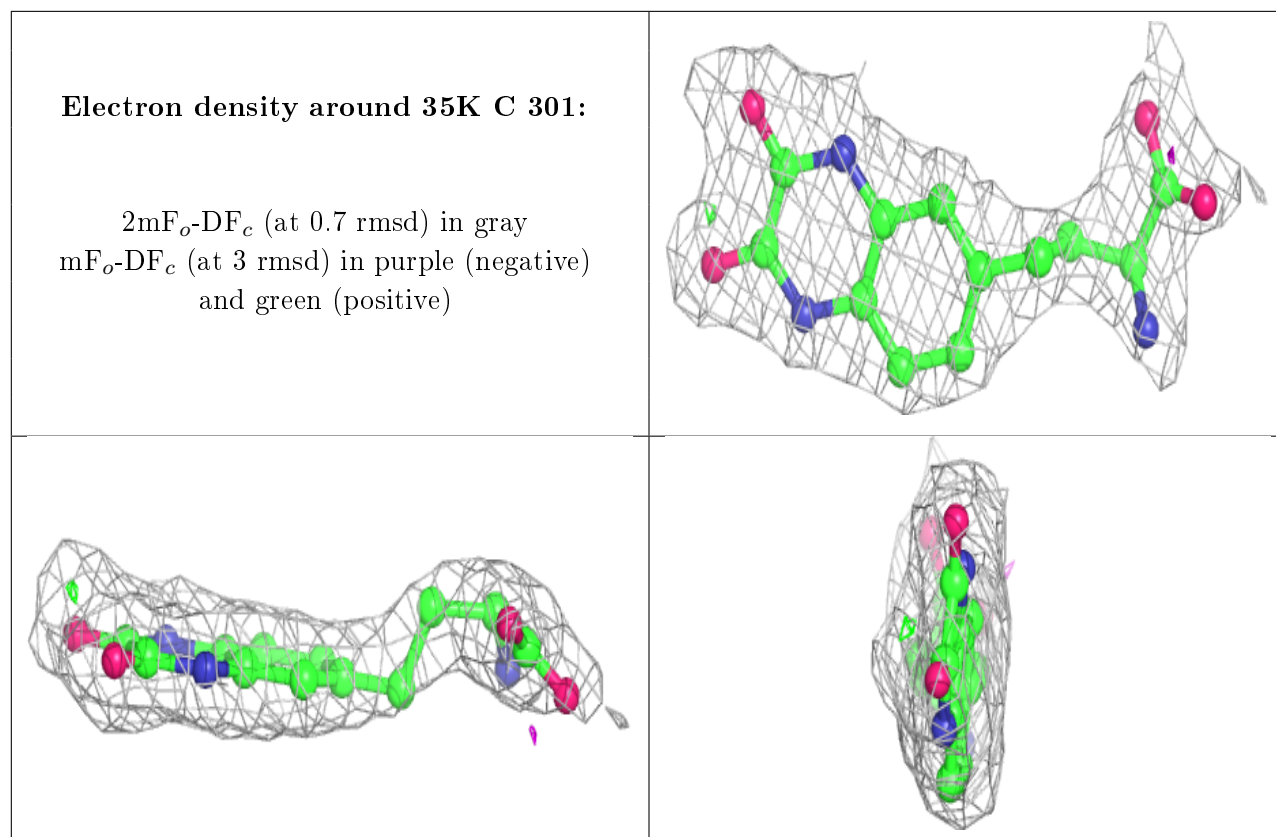 Electron density around 35K C 301:
2mFₒ-DF𝒸 (at 0.7 rmsd) in gray
mFₒ-DF𝒸 (at 3 rmsd) in purple (negative)
and green (positive)